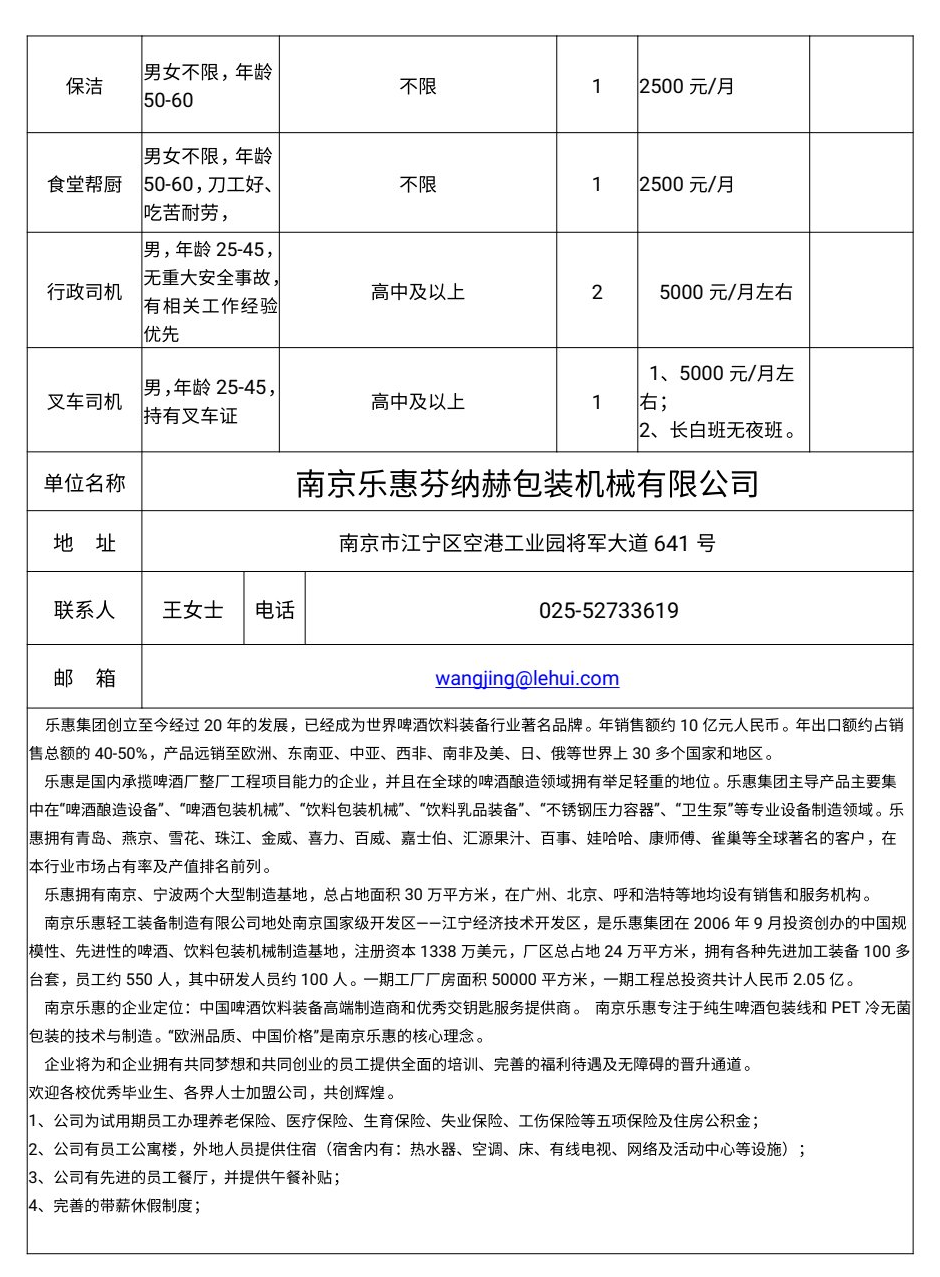 保洁
男女不限，年龄
50-60
不限
1
2500 元/月
食堂帮厨
男女不限，年龄
50-60，刀工好、
吃苦耐劳，
不限
1
2500 元/月
行政司机
男，年龄 25-45，
无重大安全事故，
有相关工作经验
优先
高中及以上
2
5000 元/月左右
叉车司机
男，年龄 25-45，
持有叉车证
高中及以上
1
1、5000 元/月左
右；
2、长白班无夜班。
单位名称
南京乐惠芬纳赫包装机械有限公司
地 址
南京市江宁区空港工业园将军大道 641 号
联系人
王女士
电话
025-52733619
邮 箱
wangjing@lehui.com
乐惠集团创立至今经过 20 年的发展，已经成为世界啤酒饮料装备行业著名品牌。年销售额约 10 亿元人民币。年出口额约占销
售总额的 40-50%，产品远销至欧洲、东南亚、中亚、西非、南非及美、日、俄等世界上 30 多个国家和地区。
乐惠是国内承揽啤酒厂整厂工程项目能力的企业，并且在全球的啤酒酿造领域拥有举足轻重的地位。乐惠集团主导产品主要集
中在“啤酒酿造设备”、“啤酒包装机械”、“饮料包装机械”、“饮料乳品装备”、“不锈钢压力容器”、“卫生泵”等专业设备制造领域。乐
惠拥有青岛、燕京、雪花、珠江、金威、喜力、百威、嘉士伯、汇源果汁、百事、娃哈哈、康师傅、雀巢等全球著名的客户，在
本行业市场占有率及产值排名前列。
乐惠拥有南京、宁波两个大型制造基地，总占地面积 30 万平方米，在广州、北京、呼和浩特等地均设有销售和服务机构。
南京乐惠轻工装备制造有限公司地处南京国家级开发区——江宁经济技术开发区，是乐惠集团在 2006 年 9 月投资创办的中国规
模性、先进性的啤酒、饮料包装机械制造基地，注册资本 1338 万美元，厂区总占地 24 万平方米，拥有各种先进加工装备 100 多
台套，员工约 550 人，其中研发人员约 100 人。一期工厂厂房面积 50000 平方米，一期工程总投资共计人民币 2.05 亿。
南京乐惠的企业定位：中国啤酒饮料装备高端制造商和优秀交钥匙服务提供商。 南京乐惠专注于纯生啤酒包装线和 PET 冷无菌
包装的技术与制造。“欧洲品质、中国价格”是南京乐惠的核心理念。
企业将为和企业拥有共同梦想和共同创业的员工提供全面的培训、完善的福利待遇及无障碍的晋升通道。
欢迎各校优秀毕业生、各界人士加盟公司，共创辉煌。
1、公司为试用期员工办理养老保险、医疗保险、生育保险、失业保险、工伤保险等五项保险及住房公积金；
2、公司有员工公寓楼，外地人员提供住宿（宿舍内有：热水器、空调、床、有线电视、网络及活动中心等设施）；
3、公司有先进的员工餐厅，并提供午餐补贴；
4、完善的带薪休假制度；